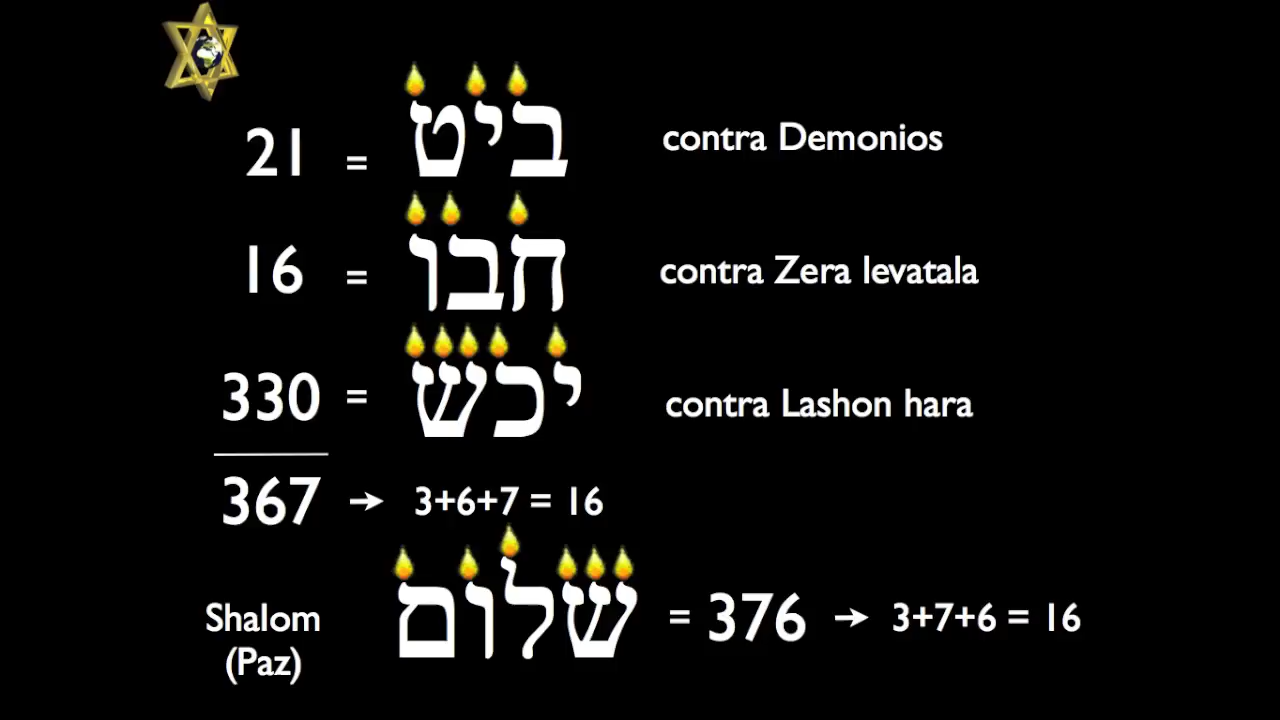 21 = ביט contra Demonios
16 = חבו contra Zera levatala
330 = יכש contra Lashon hara
367 → 3+6+7 = 16
Shalom (Paz) שלום = 376 → 3+7+6 = 16